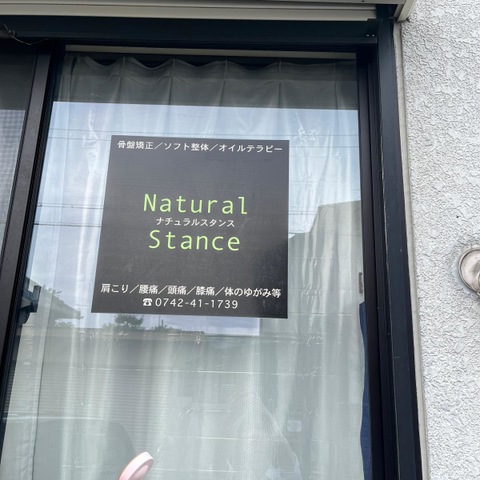 骨盤矯正／ソフト整体／オイルテラピー
Natural
ナチュラルスタンス
Stance
肩こり／腰痛／頭痛／膝痛／体のゆがみ等
☎0742-41-1739